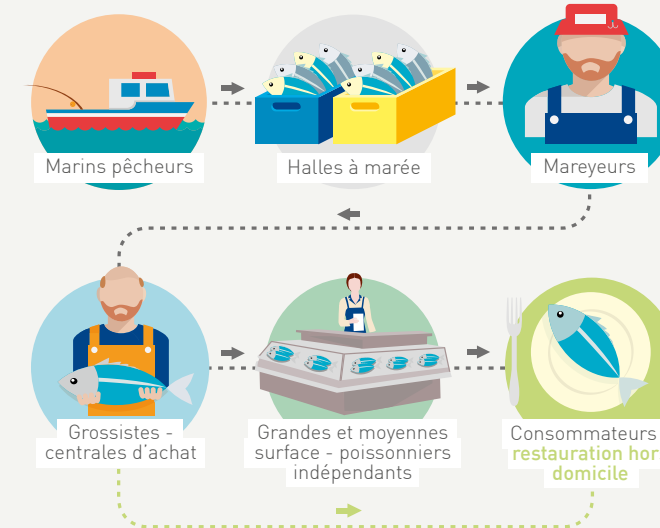 Marins pêcheurs
Halles à marée
Mareyeurs
Grossistes -
centrales d'achat
Grandes et moyennes
surface - poissonniers
indépendants
Consommateurs
restauration hor
domicile